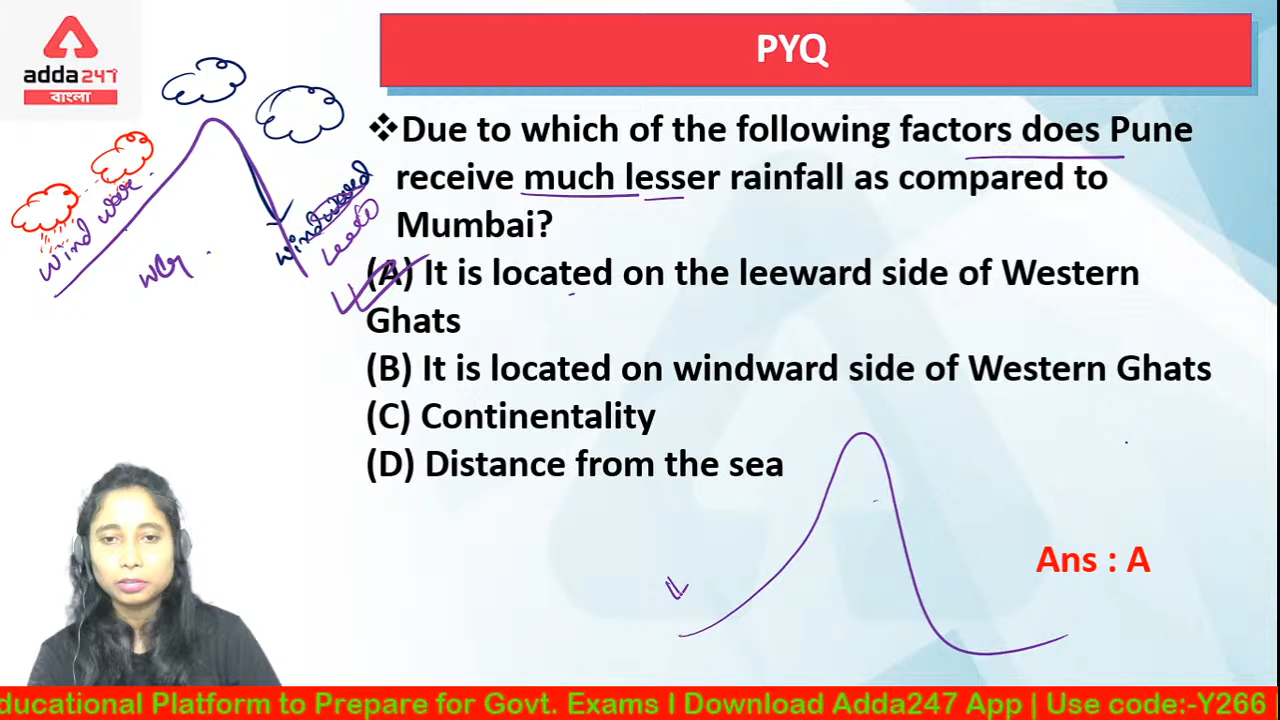 adda247
বাংলা
PYQ
❖Due to which of the following factors does Pune
receive much lesser rainfall as compared to
Mumbai?
(A) It is located on the leeward side of Western
Ghats
(B) It is located on windward side of Western Ghats
(C) Continentality
(D) Distance from the sea
Ans : A
ducational Platform to Prepare for Govt. Exams I Download Adda247 App | Use code:-Y266